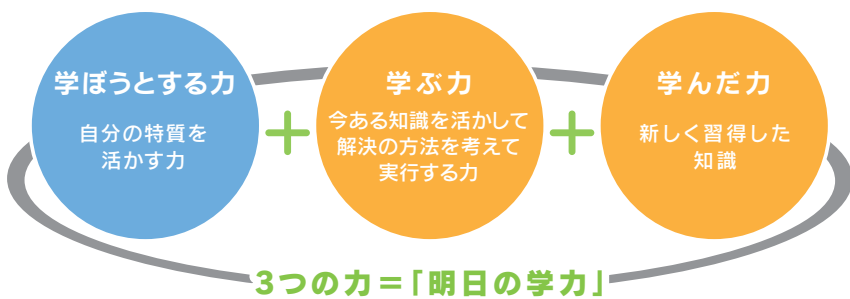 学ぼうとする力
自分の特質を
活かす力
+
学ぶ力
今ある知識を活かして
解決の方法を考えて
実行する力
+
学んだ力
新しく習得した
知識
3つの力=「明日の学力」